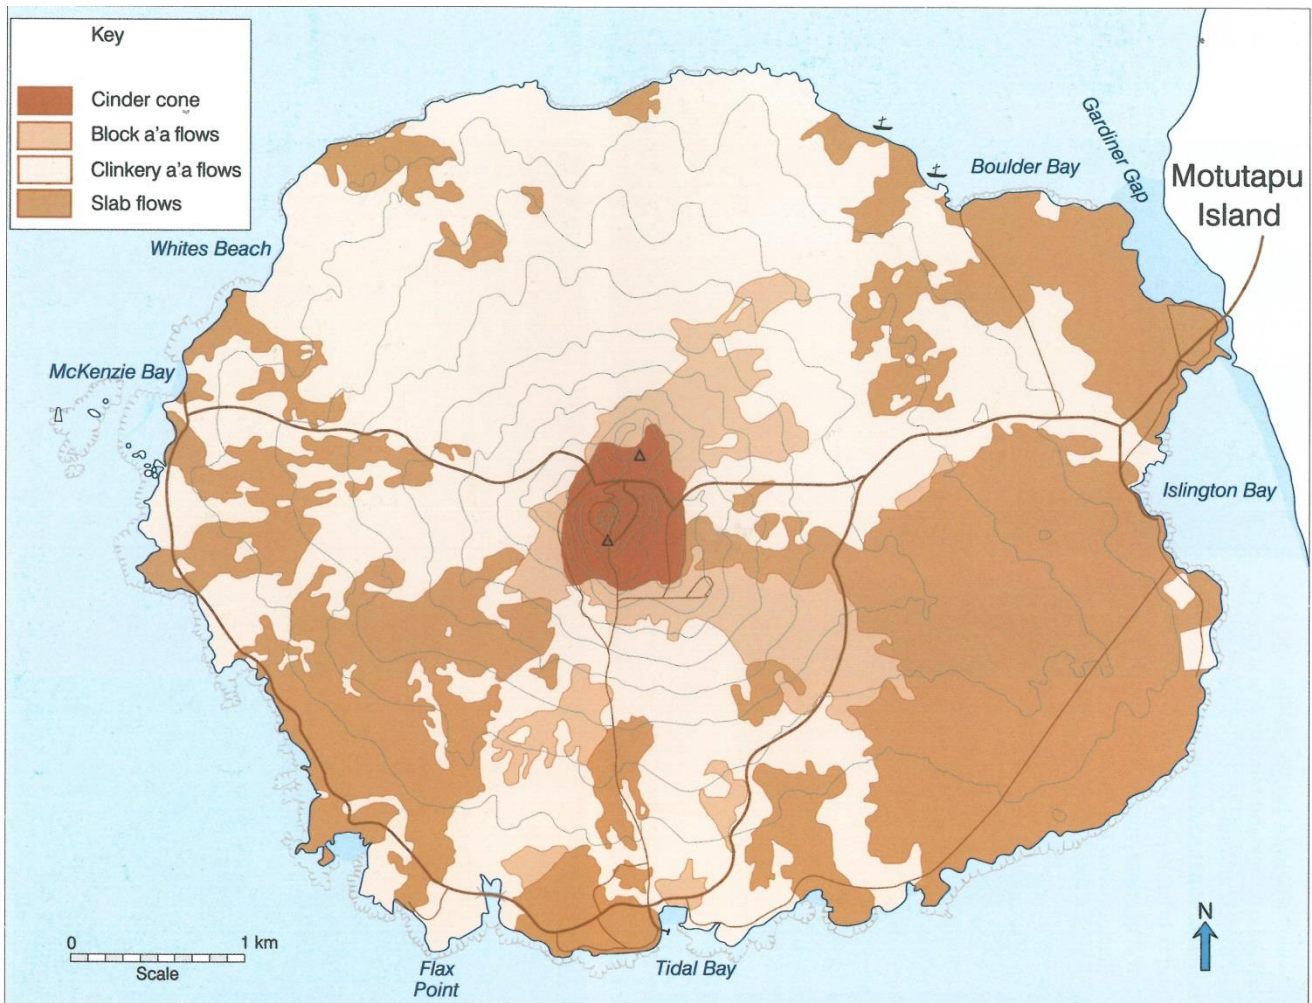 Key
Cinder cone
Block a'a flows
Clinkery a'a flows
Slab flows
Gardiner Gap
Boulder Bay
Motutapu
Island
Whites Beach
McKenzie Bay
Islington Bay
N
0 1 km
Scale
Flax
Point
Tidal Bay